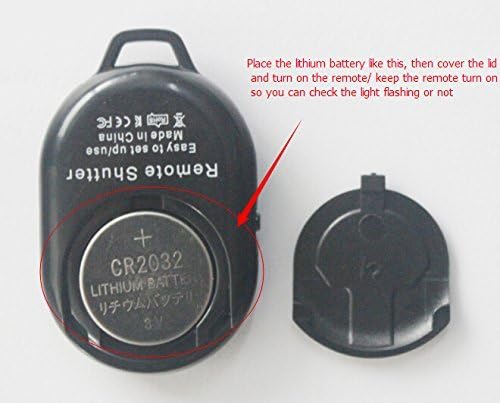 Place the lithium battery like this, then cover the lid
and turn on the remote/ keep the remote turn on
so you can check the light flashing or not
Remote Shutter
Easy to set up/use
Made in China
+
CR2032
LITHIUM BATTE
リチウムバッテリ
3V